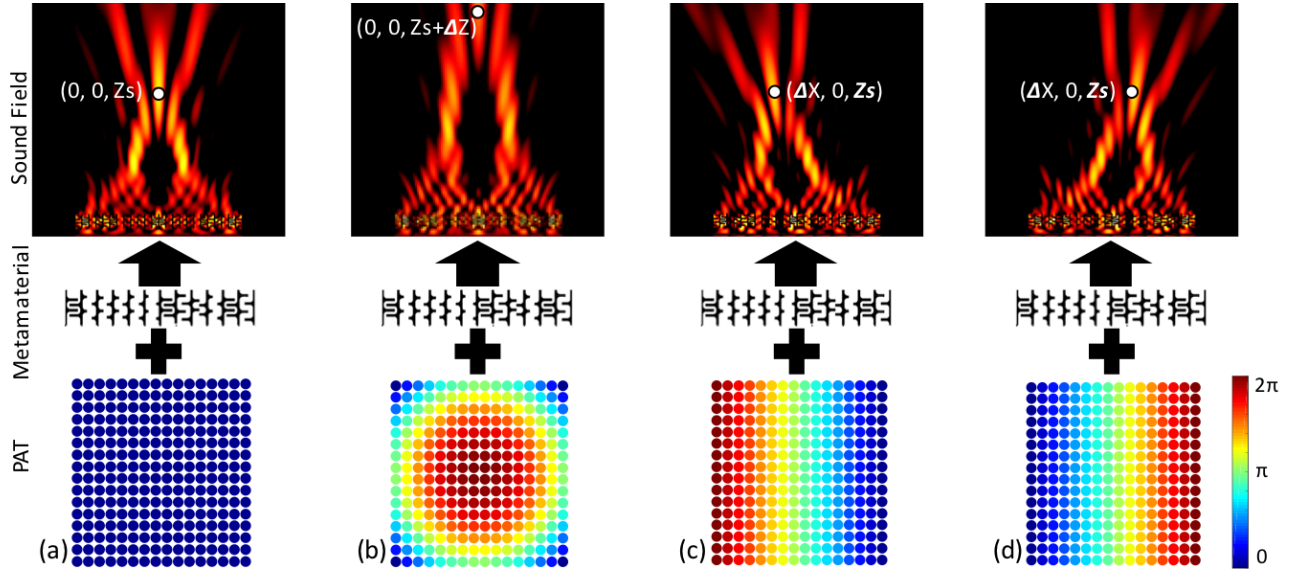 Sound Field
(0, 0, Zs)
(0, 0, Zs+ΔZ)
(ΔX, 0, Zs)
(ΔX, 0, Zs)
Metamaterial
PAT
2π
π
0
(a)
(b)
(c)
(d)